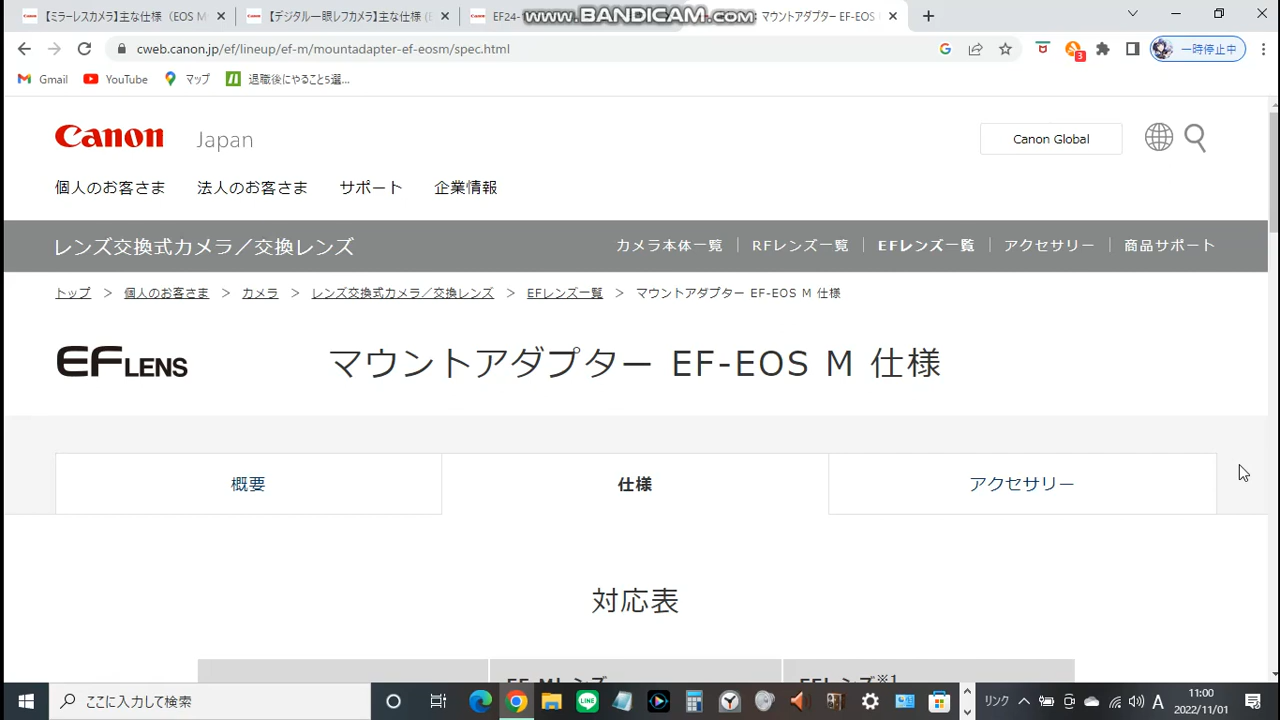 【ミラーレスカメラ】主な仕様（EOS M
【デジタル一眼レフカメラ】主な仕様 (E
EF24-
www.BANDICAM.com
マウントアダプター EF-EOS
cweb.canon.jp/ef/lineup/ef-m/mountadapter-ef-eosm/spec.html
3
一時停止中
Gmail
YouTube
マップ
退職後にやること5選...
Canon Japan
Canon Global
個人のお客さま
法人のお客さま
サポート
企業情報
レンズ交換式カメラ／交換レンズ
カメラ本体一覧
RFレンズ一覧
EFレンズ一覧
アクセサリー
商品サポート
トップ > 個人のお客さま > カメラ > レンズ交換式カメラ／交換レンズ > EFレンズ一覧 > マウントアダプター EF-EOS M 仕様
EF LENS
マウントアダプター EF-EOS M 仕様
概要
仕様
アクセサリー
対応表
EF-Mレンズ
EFレンズ※1
ここに入力して検索
リンク
A
11:00
2022/11/01